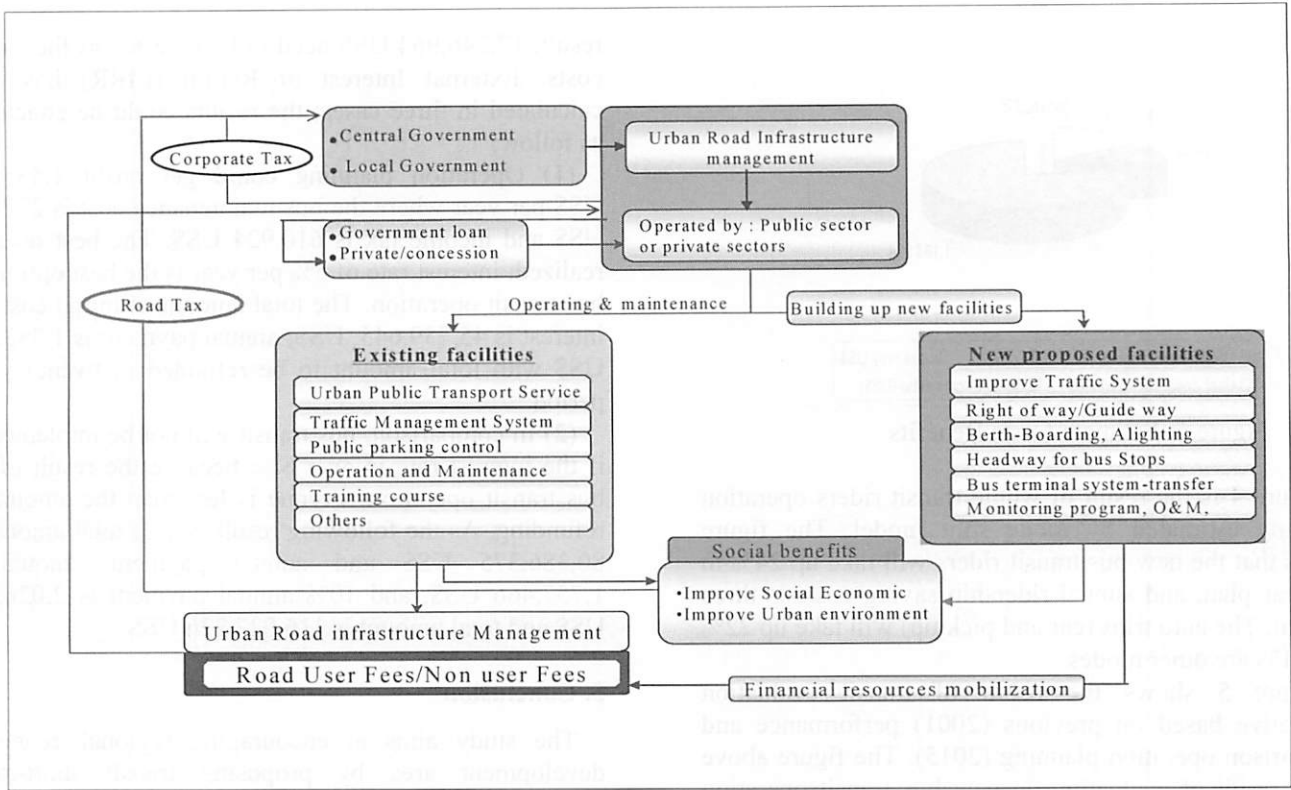 •Central Government
•Local Government
Corporate Tax
Urban Road Infrastructure
management
•Government loan
•Private/concession
Operated by : Public sector
or private sectors
Road Tax
Operating & maintenance
Building up new facilities
Existing facilities
Urban Public Transport Service
Traffic Management System
Public parking control
Operation and Maintenance
Training course
Others
New proposed facilities
Improve Traffic System
Right of way/Guide way
Berth-Boarding, Alighting
Headway for bus Stops
Bus terminal system-transfer
Monitoring program, O&M,
Social benefits
•Improve Social Economic
•Improve Urban environment
Urban Road infrastructure Management
Road User Fees/Non user Fees
Financial resources mobilization